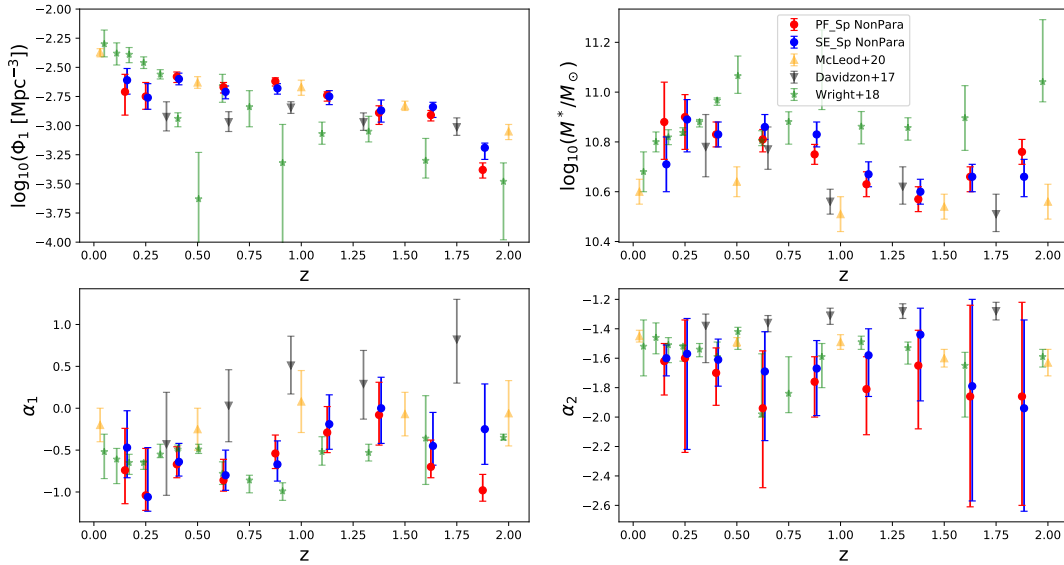 log₁₀(Φ₁ [Mpc⁻³])
−2.00
−2.25
−2.50
−2.75
−3.00
−3.25
−3.50
−3.75
−4.00
0.00 0.25 0.50 0.75 1.00 1.25 1.50 1.75 2.00
z
log₁₀(M*/M⊙)
11.2
11.0
10.8
10.6
10.4
PF_Sp NonPara
SE_Sp NonPara
McLeod+20
Davidzon+17
Wright+18
0.00 0.25 0.50 0.75 1.00 1.25 1.50 1.75 2.00
z
α₁
1.0
0.5
0.0
−0.5
−1.0
0.00 0.25 0.50 0.75 1.00 1.25 1.50 1.75 2.00
z
α₂
−1.2
−1.4
−1.6
−1.8
−2.0
−2.2
−2.4
−2.6
0.00 0.25 0.50 0.75 1.00 1.25 1.50 1.75 2.00
z